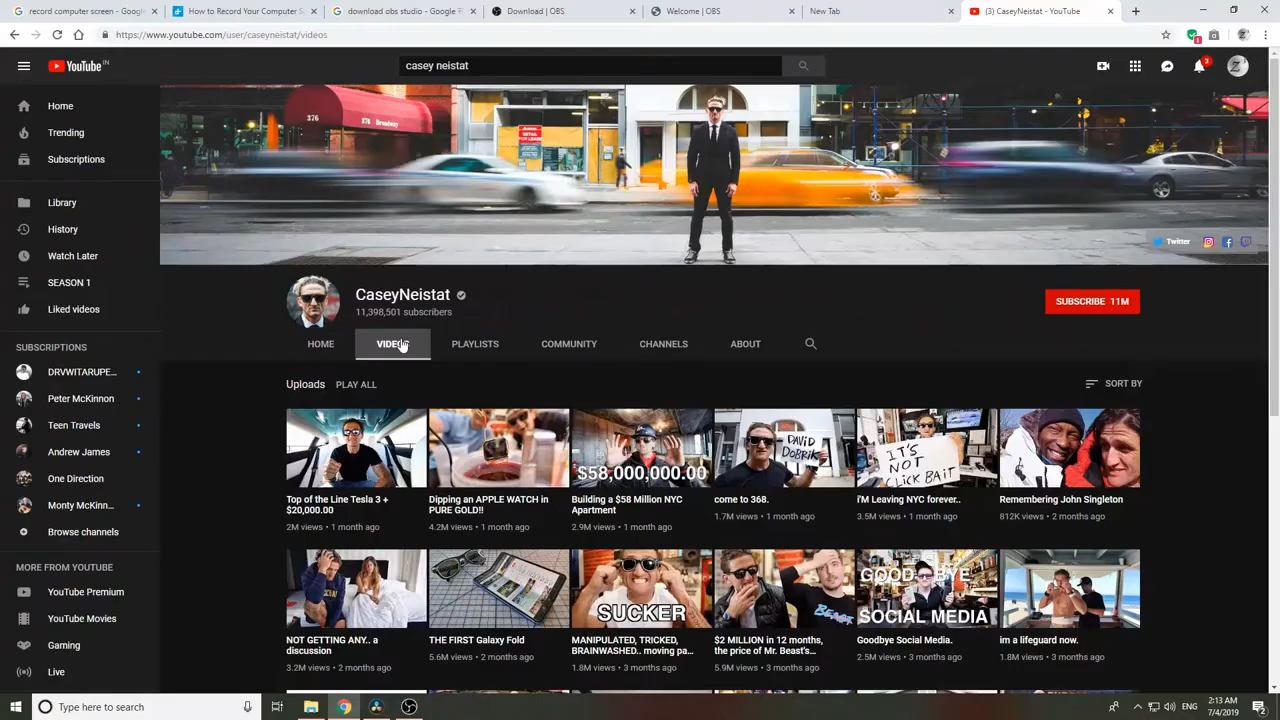 record computer screen - Google
How to Record Your Computer S
download obs studio - Google
Download | OBS
Welcome | OBS
New Tab
(3) CaseyNeistat - YouTube
https://www.youtube.com/user/caseyneistat/videos
1
YouTube IN
casey neistat
3
Z
Home
Trending
Subscriptions
Library
History
Watch Later
SEASON 1
Liked videos
SUBSCRIPTIONS
DRVWITARUPE...
Peter McKinnon
Teen Travels
Andrew James
One Direction
Monty McKinn...
Browse channels
MORE FROM YOUTUBE
YouTube Premium
YouTube Movies
Gaming
Live
376 Broadway 376
Twitter
CaseyNeistat
11,398,501 subscribers
SUBSCRIBE 11M
HOME VIDEOS PLAYLISTS COMMUNITY CHANNELS ABOUT
Uploads PLAY ALL
SORT BY
$58,000,000.00
DAVID DOBRIK
IT'S NOT CLICK BAIT
Top of the Line Tesla 3 +
$20,000.00
2M views • 1 month ago
Dipping an APPLE WATCH in
PURE GOLD!!
4.2M views • 1 month ago
Building a $58 Million NYC
Apartment
2.9M views • 1 month ago
come to 368.
1.7M views • 1 month ago
i'M Leaving NYC forever..
3.5M views • 1 month ago
Remembering John Singleton
812K views • 2 months ago
SUCKER
GOOD BYE
SOCIAL MEDIA
NOT GETTING ANY.. a
discussion
3.2M views • 2 months ago
THE FIRST Galaxy Fold
5.6M views • 2 months ago
MANIPULATED, TRICKED,
BRAINWASHED.. moving pa...
1.8M views • 3 months ago
$2 MILLION in 12 months,
the price of Mr. Beast's...
5.9M views • 3 months ago
Goodbye Social Media.
2.5M views • 3 months ago
im a lifeguard now.
1.8M views • 3 months ago
Type here to search
ENG
2:13 AM
7/4/2019
2